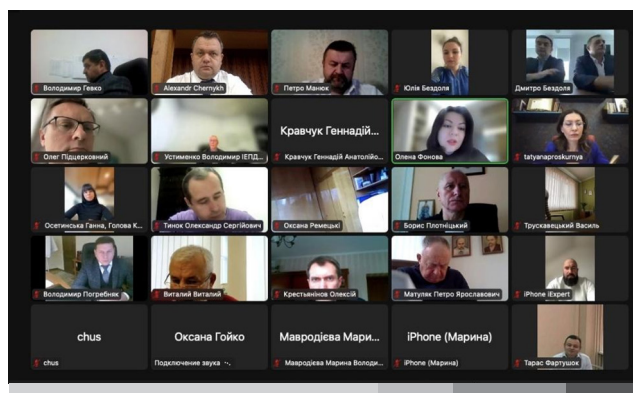 Володимир Гевко
Alexandr Chernykh
Петро Манюк
Юлія Бездоля
Дмитро Бездоля
Олег Підцерковний
Устименко Володимир ІЕПД...
Кравчук Геннадій...
Кравчук Геннадій Анатолійо...
Олена Фонова
tatyanaproskurnya
Осетинська Ганна, Голова К...
Тинок Олександр Сергійович
Оксана Ремецькі
Борис Плотніцький
Трускавецький Василь
Володимир Погребняк
Виталий Виталий
Крестьянінов Олексій
Матуляк Петро Ярославович
iPhone iExpert
chus
chus
Оксана Гойко
Подключение звука
Мавродієва Мари...
Мавродієва Марина Володи...
iPhone (Марина)
iPhone (Марина)
Тарас Фартушок